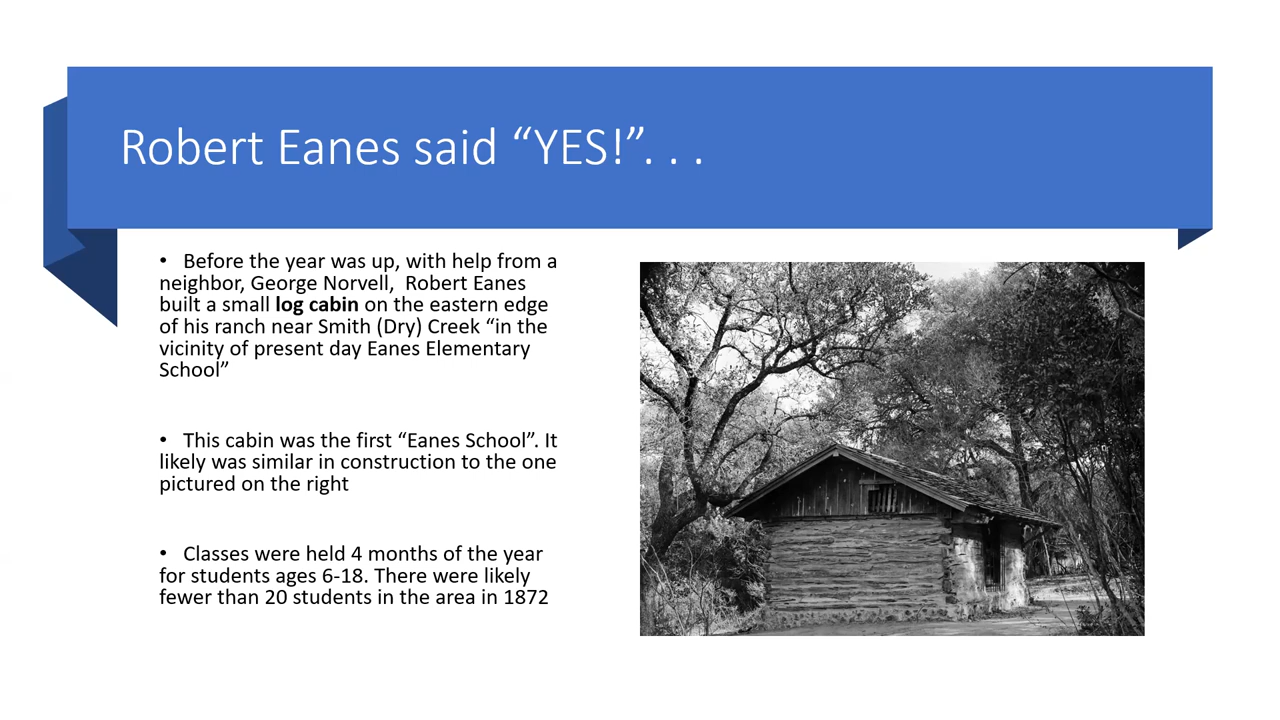 Robert Eanes said “YES!”. . .
• Before the year was up, with help from a
neighbor, George Norvell,  Robert Eanes
built a small log cabin on the eastern edge
of his ranch near Smith (Dry) Creek “in the
vicinity of present day Eanes Elementary
School”
• This cabin was the first “Eanes School”. It
likely was similar in construction to the one
pictured on the right
• Classes were held 4 months of the year
for students ages 6-18. There were likely
fewer than 20 students in the area in 1872